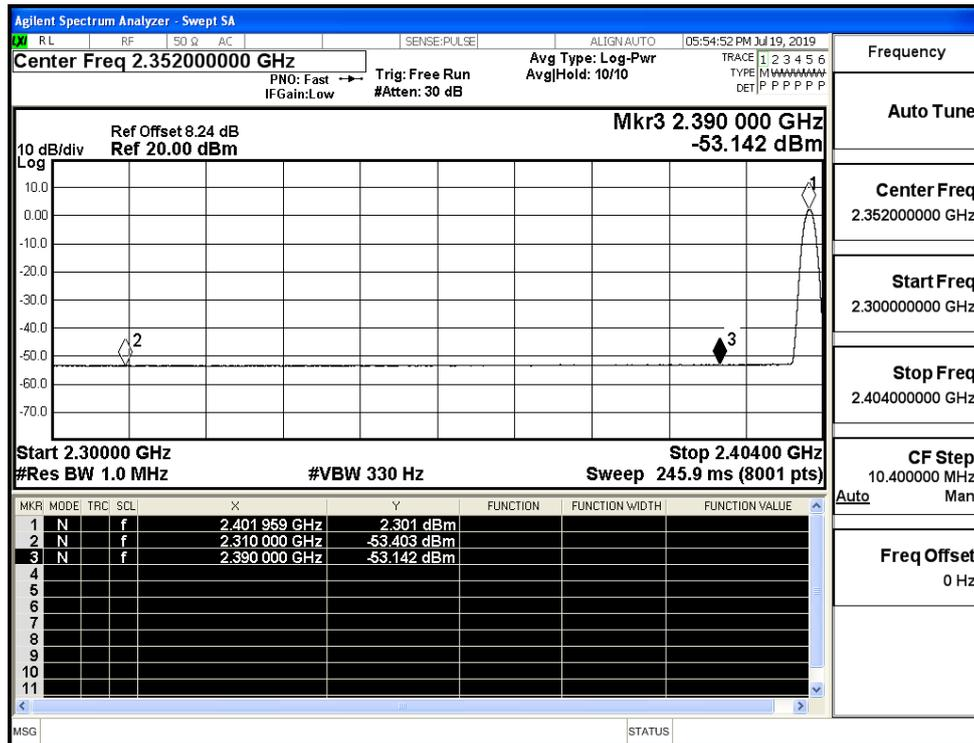 Agilent Spectrum Analyzer - Swept SA
LXI RL RF 50 Ω AC SENSE:PULSE ALIGN AUTO 05:54:52 PM Jul 19, 2019
Center Freq 2.352000000 GHz
PNO: Fast
IFGain:Low
Trig: Free Run
#Atten: 30 dB
Avg Type: Log-Pwr
Avg|Hold: 10/10
TRACE 1 2 3 4 5 6
TYPE MWWWWW
DET P P P P P P
Mkr3 2.390 000 GHz
-53.142 dBm
Ref Offset 8.24 dB
10 dB/div Ref 20.00 dBm
Log
10.0
0.00
-10.0
-20.0
-30.0
-40.0
-50.0
-60.0
-70.0
1
2
3
Start 2.30000 GHz Stop 2.40400 GHz
#Res BW 1.0 MHz #VBW 330 Hz Sweep 245.9 ms (8001 pts)
MKR MODE TRC SCL X Y FUNCTION FUNCTION WIDTH FUNCTION VALUE
1 N f 2.401 959 GHz 2.301 dBm
2 N f 2.310 000 GHz -53.403 dBm
3 N f 2.390 000 GHz -53.142 dBm
4
5
6
7
8
9
10
11
MSG STATUS
Frequency
Auto Tune
Center Freq
2.352000000 GHz
Start Freq
2.300000000 GHz
Stop Freq
2.404000000 GHz
CF Step
10.400000 MHz
Auto Man
Freq Offset
0 Hz